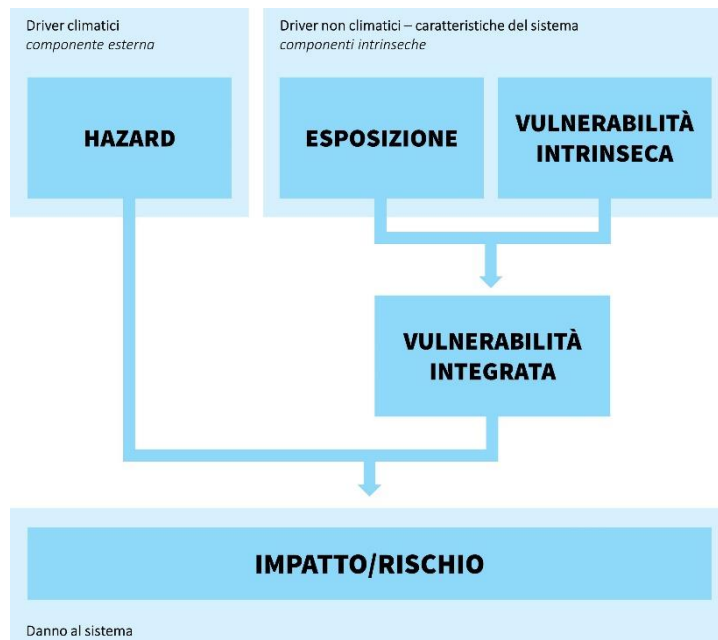 Driver climatici
componente esterna
HAZARD
Driver non climatici – caratteristiche del sistema
componenti intrinseche
ESPOSIZIONE
VULNERABILITÀ
INTRINSECA
VULNERABILITÀ
INTEGRATA
IMPATTO/RISCHIO
Danno al sistema